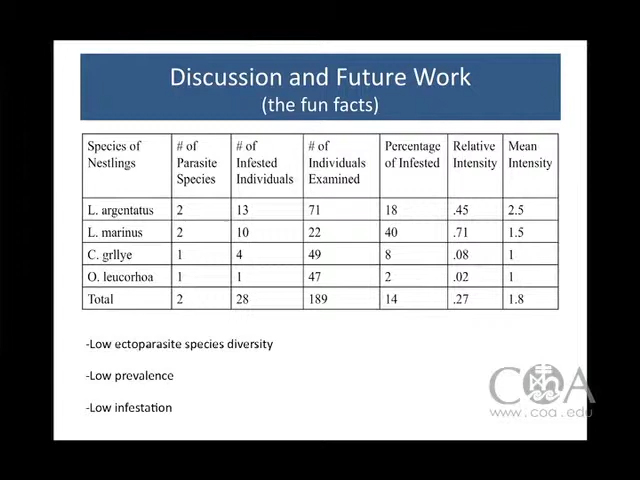 Discussion and Future Work
(the fun facts)
Species of Nestlings | # of Parasite Species | # of Infested Individuals | # of Individuals Examined | Percentage of Infested | Relative Intensity | Mean Intensity
L. argentatus | 2 | 13 | 71 | 18 | .45 | 2.5
L. marinus | 2 | 10 | 22 | 40 | .71 | 1.5
C. grllye | 1 | 4 | 49 | 8 | .08 | 1
O. leucorhoa | 1 | 1 | 47 | 2 | .02 | 1
Total | 2 | 28 | 189 | 14 | .27 | 1.8
-Low ectoparasite species diversity
-Low prevalence
-Low infestation
COA
www.coa.edu